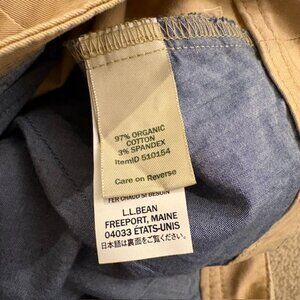 97% ORGANIC
COTTON
3% SPANDEX
ItemID 510154
Care on Reverse
FER CHAUD SI BESOIN
L.L.BEAN
FREEPORT, MAINE
04033 ÉTATS-UNIS
日本語は裏面をご覧ください